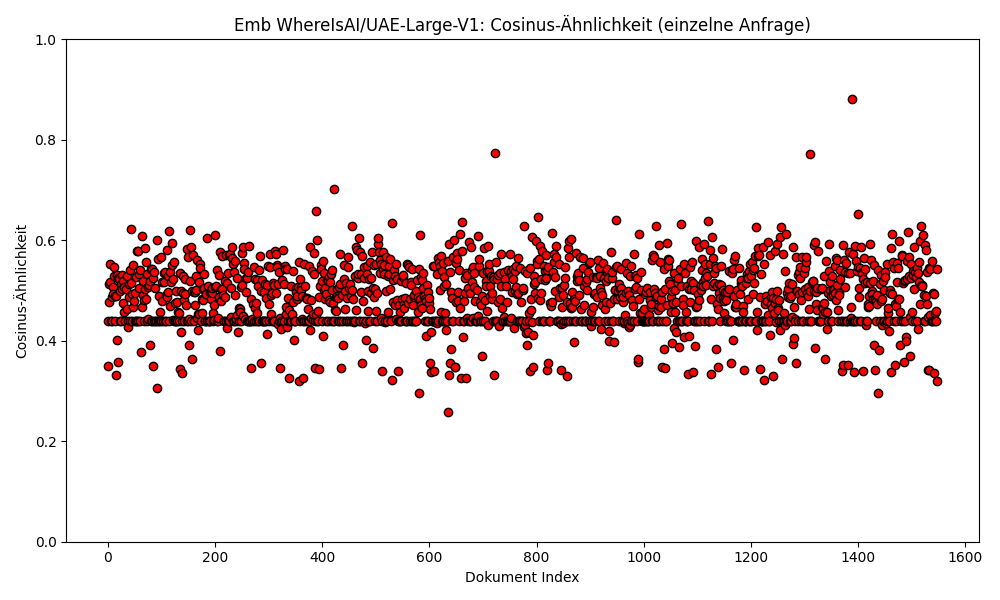 Emb WhereIsAI/UAE-Large-V1: Cosinus-Ähnlichkeit (einzelne Anfrage)
1.0
0.8
0.6
0.4
0.2
0.0
Cosinus-Ähnlichkeit
0 200 400 600 800 1000 1200 1400 1600
Dokument Index